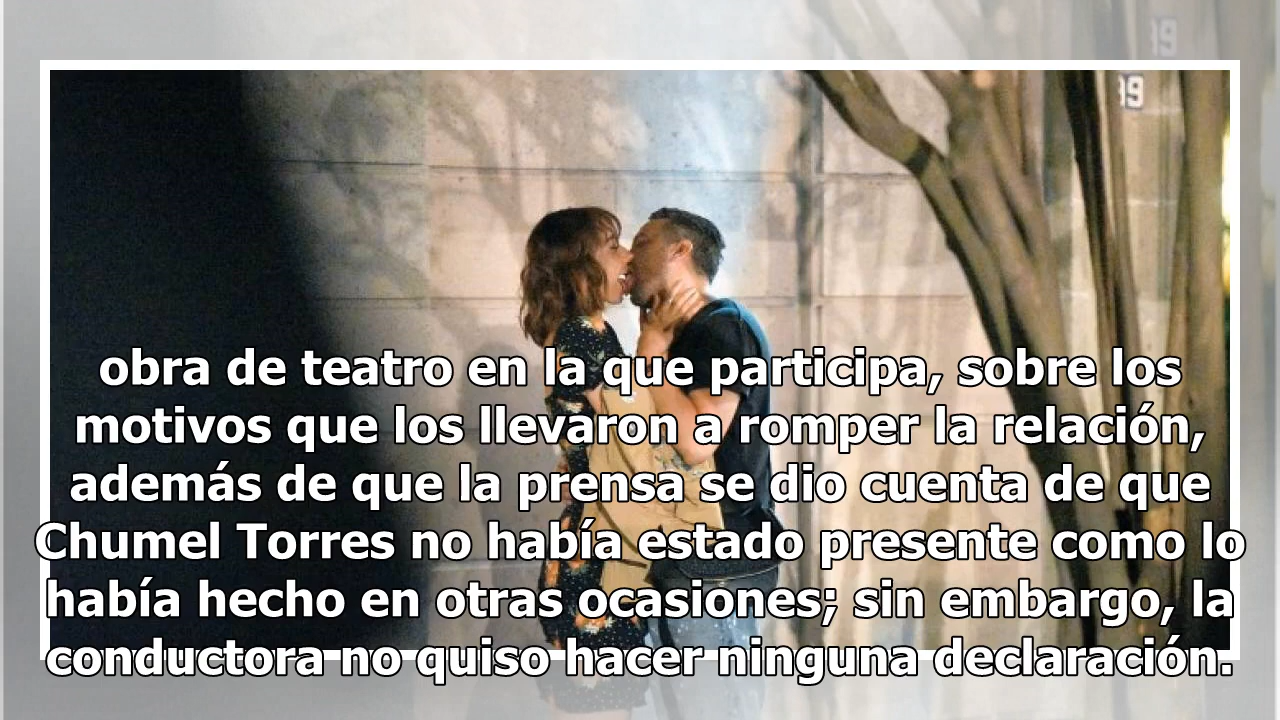 19
19
obra de teatro en la que participa, sobre los
motivos que los llevaron a romper la relación,
además de que la prensa se dio cuenta de que
Chumel Torres no había estado presente como lo
había hecho en otras ocasiones; sin embargo, la
conductora no quiso hacer ninguna declaración.